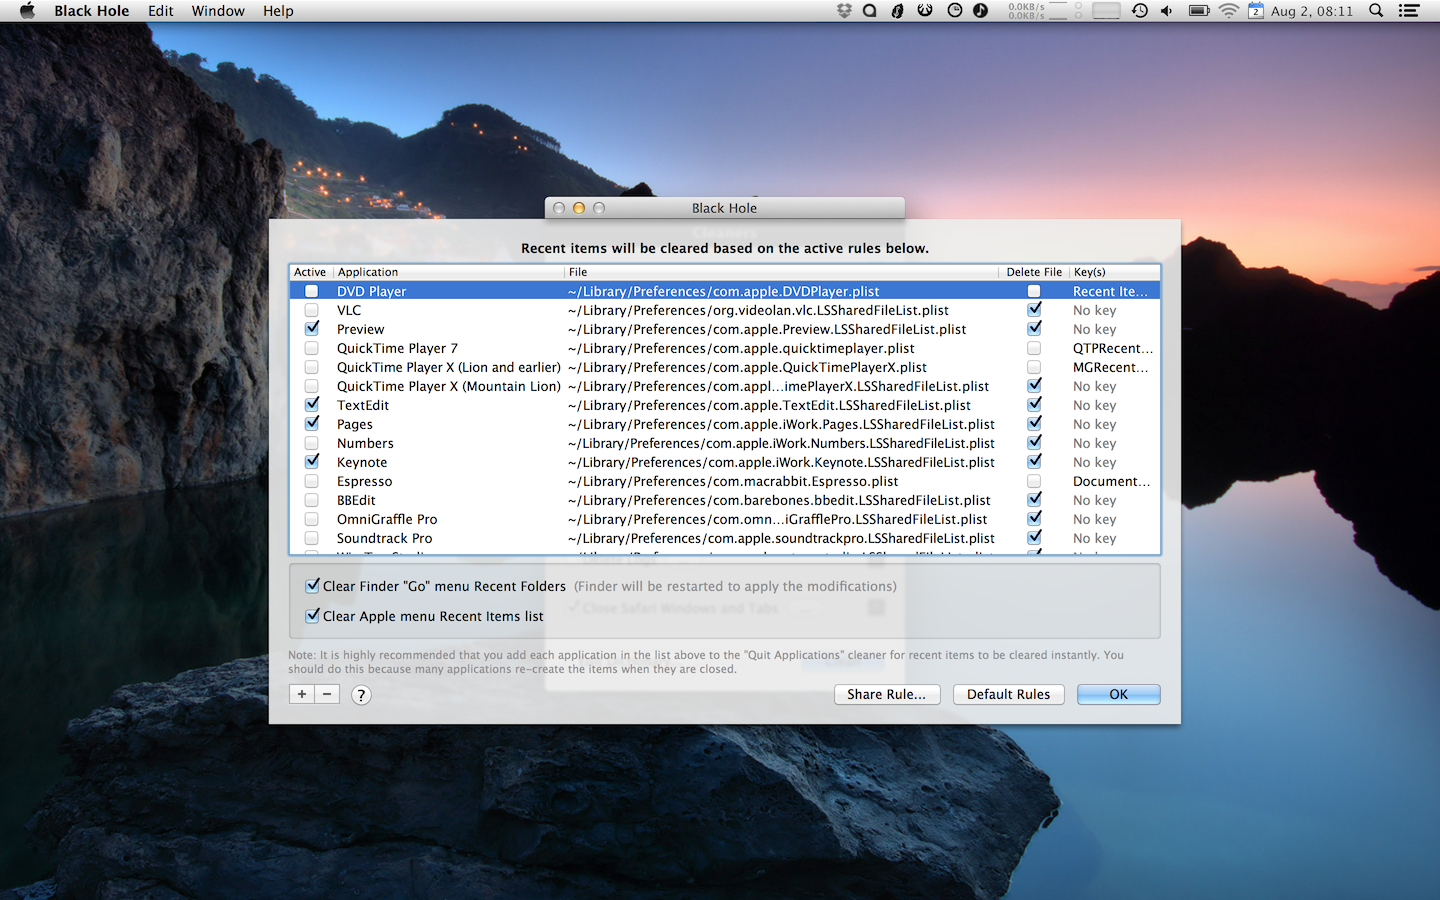 Black Hole Edit Window Help 0.0KB/s 0.0KB/s 2 Aug 2, 08:11
Black Hole
Recent items will be cleared based on the active rules below.
Active Application File Delete File Key(s)
DVD Player ~/Library/Preferences/com.apple.DVDPlayer.plist Recent Ite...
VLC ~/Library/Preferences/org.videolan.vlc.LSSharedFileList.plist No key
Preview ~/Library/Preferences/com.apple.Preview.LSSharedFileList.plist No key
QuickTime Player 7 ~/Library/Preferences/com.apple.quicktimeplayer.plist QTPRecent...
QuickTime Player X (Lion and earlier) ~/Library/Preferences/com.apple.QuickTimePlayerX.plist MGRecent...
QuickTime Player X (Mountain Lion) ~/Library/Preferences/com.appl...imePlayerX.LSSharedFileList.plist No key
TextEdit ~/Library/Preferences/com.apple.TextEdit.LSSharedFileList.plist No key
Pages ~/Library/Preferences/com.apple.iWork.Pages.LSSharedFileList.plist No key
Numbers ~/Library/Preferences/com.apple.iWork.Numbers.LSSharedFileList.plist No key
Keynote ~/Library/Preferences/com.apple.iWork.Keynote.LSSharedFileList.plist No key
Espresso ~/Library/Preferences/com.macrabbit.Espresso.plist Document...
BBEdit ~/Library/Preferences/com.barebones.bbedit.LSSharedFileList.plist No key
OmniGraffle Pro ~/Library/Preferences/com.omn...iGrafflePro.LSSharedFileList.plist No key
Soundtrack Pro ~/Library/Preferences/com.apple.soundtrackpro.LSSharedFileList.plist No key
Clear Finder "Go" menu Recent Folders (Finder will be restarted to apply the modifications)
Close Safari Windows and Tabs
Clear Apple menu Recent Items list
Note: It is highly recommended that you add each application in the list above to the "Quit Applications" cleaner for recent items to be cleared instantly. You
should do this because many applications re-create the items when they are closed.
+ − ? Share Rule... Default Rules OK